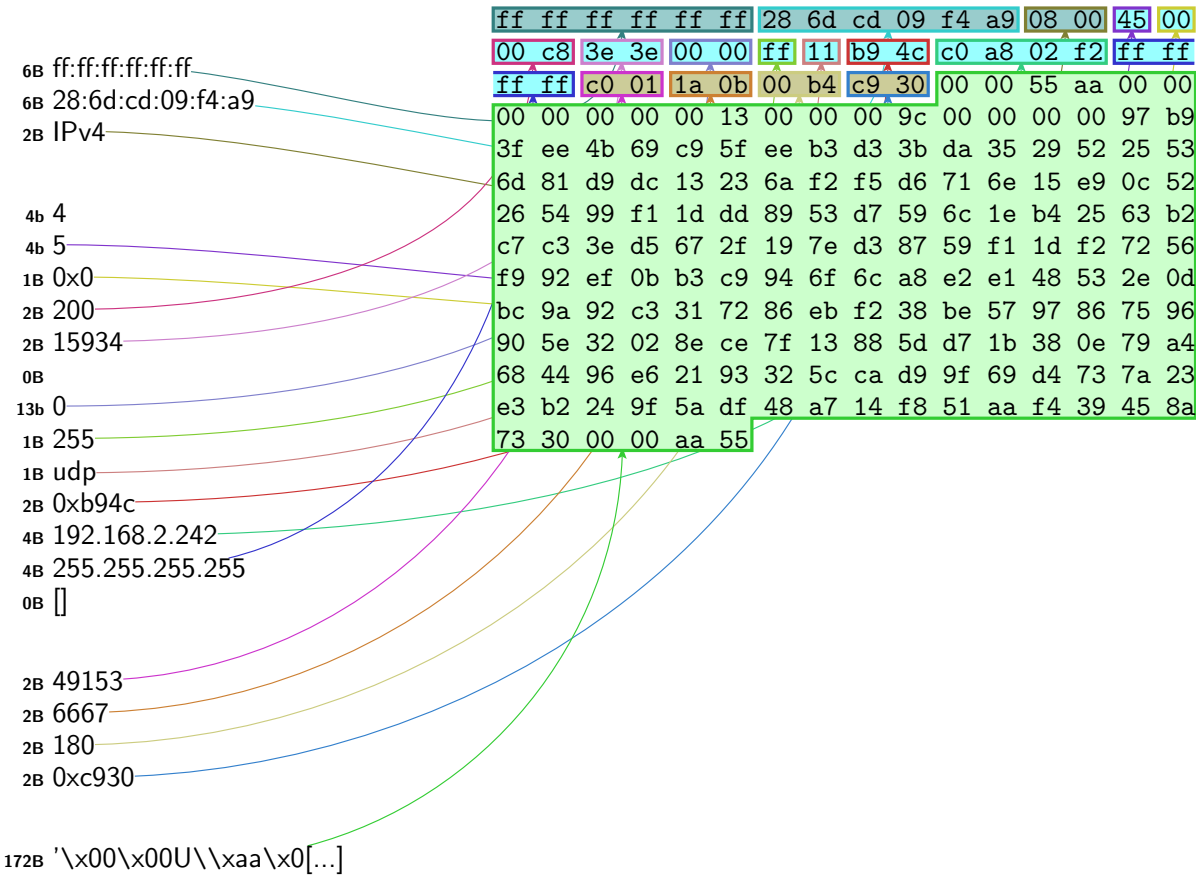 ff ff ff ff ff ff 28 6d cd 09 f4 a9 08 00 45 00
00 c8 3e 3e 00 00 ff 11 b9 4c c0 a8 02 f2 ff ff
ff ff c0 01 1a 0b 00 b4 c9 30 00 00 55 aa 00 00
00 00 00 00 00 13 00 00 00 9c 00 00 00 00 97 b9
3f ee 4b 69 c9 5f ee b3 d3 3b da 35 29 52 25 53
6d 81 d9 dc 13 23 6a f2 f5 d6 71 6e 15 e9 0c 52
26 54 99 f1 1d dd 89 53 d7 59 6c 1e b4 25 63 b2
c7 c3 3e d5 67 2f 19 7e d3 87 59 f1 1d f2 72 56
f9 92 ef 0b b3 c9 94 6f 6c a8 e2 e1 48 53 2e 0d
bc 9a 92 c3 31 72 86 eb f2 38 be 57 97 86 75 96
90 5e 32 02 8e ce 7f 13 88 5d d7 1b 38 0e 79 a4
68 44 96 e6 21 93 32 5c ca d9 9f 69 d4 73 7a 23
e3 b2 24 9f 5a df 48 a7 14 f8 51 aa f4 39 45 8a
73 30 00 00 aa 55
6B ff:ff:ff:ff:ff:ff
6B 28:6d:cd:09:f4:a9
2B IPv4
4b 4
4b 5
1B 0x0
2B 200
2B 15934
0B
13b 0
1B 255
1B udp
2B 0xb94c
4B 192.168.2.242
4B 255.255.255.255
0B []
2B 49153
2B 6667
2B 180
2B 0xc930
172B '\x00\x00U\\xaa\x0[...]